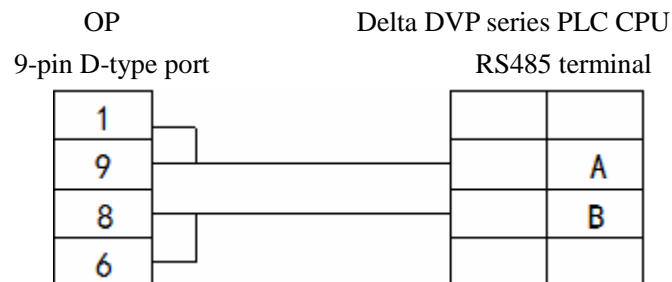 OP Delta DVP series PLC CPU
9-pin D-type port RS485 terminal
1
9 A
8 B
6